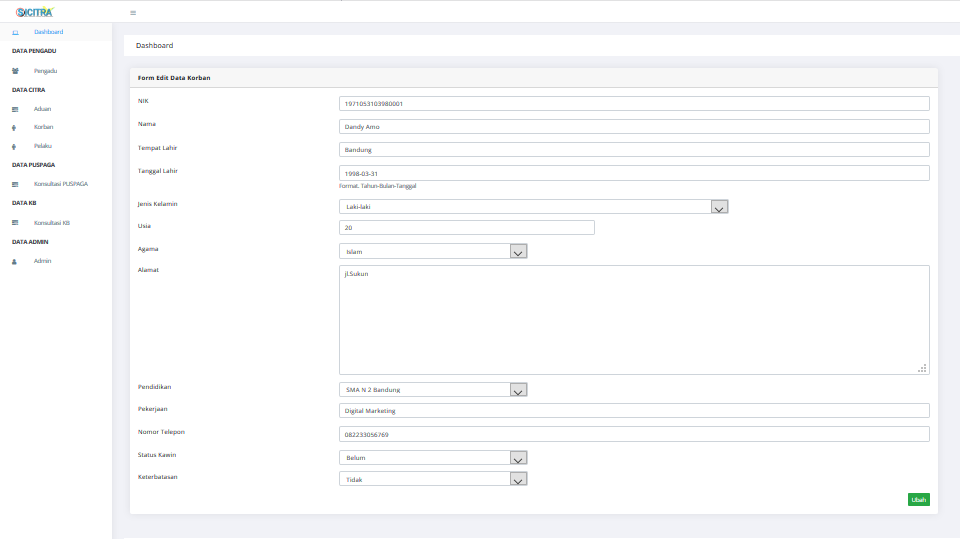 SICITRA
Dashboard
DATA PENGADU
Pengadu
DATA CITRA
Aduan
Korban
Pelaku
DATA PUSPAGA
Konsultasi PUSPAGA
DATA KB
Konsultasi KB
DATA ADMIN
Admin
Dashboard
Form Edit Data Korban
NIK
1971053103980001
Nama
Dandy Amo
Tempat Lahir
Bandung
Tanggal Lahir
1998-03-31
Format. Tahun-Bulan-Tanggal
Jenis Kelamin
Laki-laki
Usia
20
Agama
Islam
Alamat
jl.Sukun
Pendidikan
SMA N 2 Bandung
Pekerjaan
Digital Marketing
Nomor Telepon
082233056769
Status Kawin
Belum
Keterbatasan
Tidak
Ubah